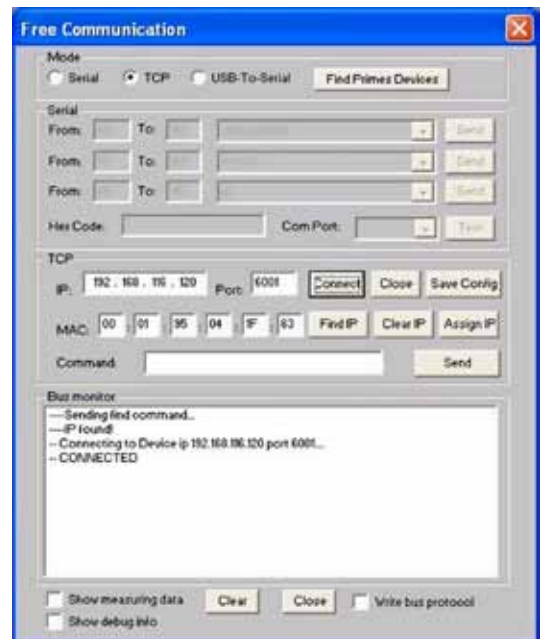 Free Communication
Mode
Serial TCP USB-To-Serial Find Primes Devices
Serial
From: To: Send
From: To: Send
From: To: Send
Hex Code: Com Port: Test
TCP
IP: 192 . 168 . 116 . 120 Port: 6001 Connect Close Save Config
MAC: 00 01 95 04 1F 63 Find IP Clear IP Assign IP
Command: Send
Bus monitor
----Sending find command...
----IP found!
-- Connecting to Device ip 192.168.116.120 port 6001...
-- CONNECTED
Show measuring data Clear Close Write bus protocol
Show debug info